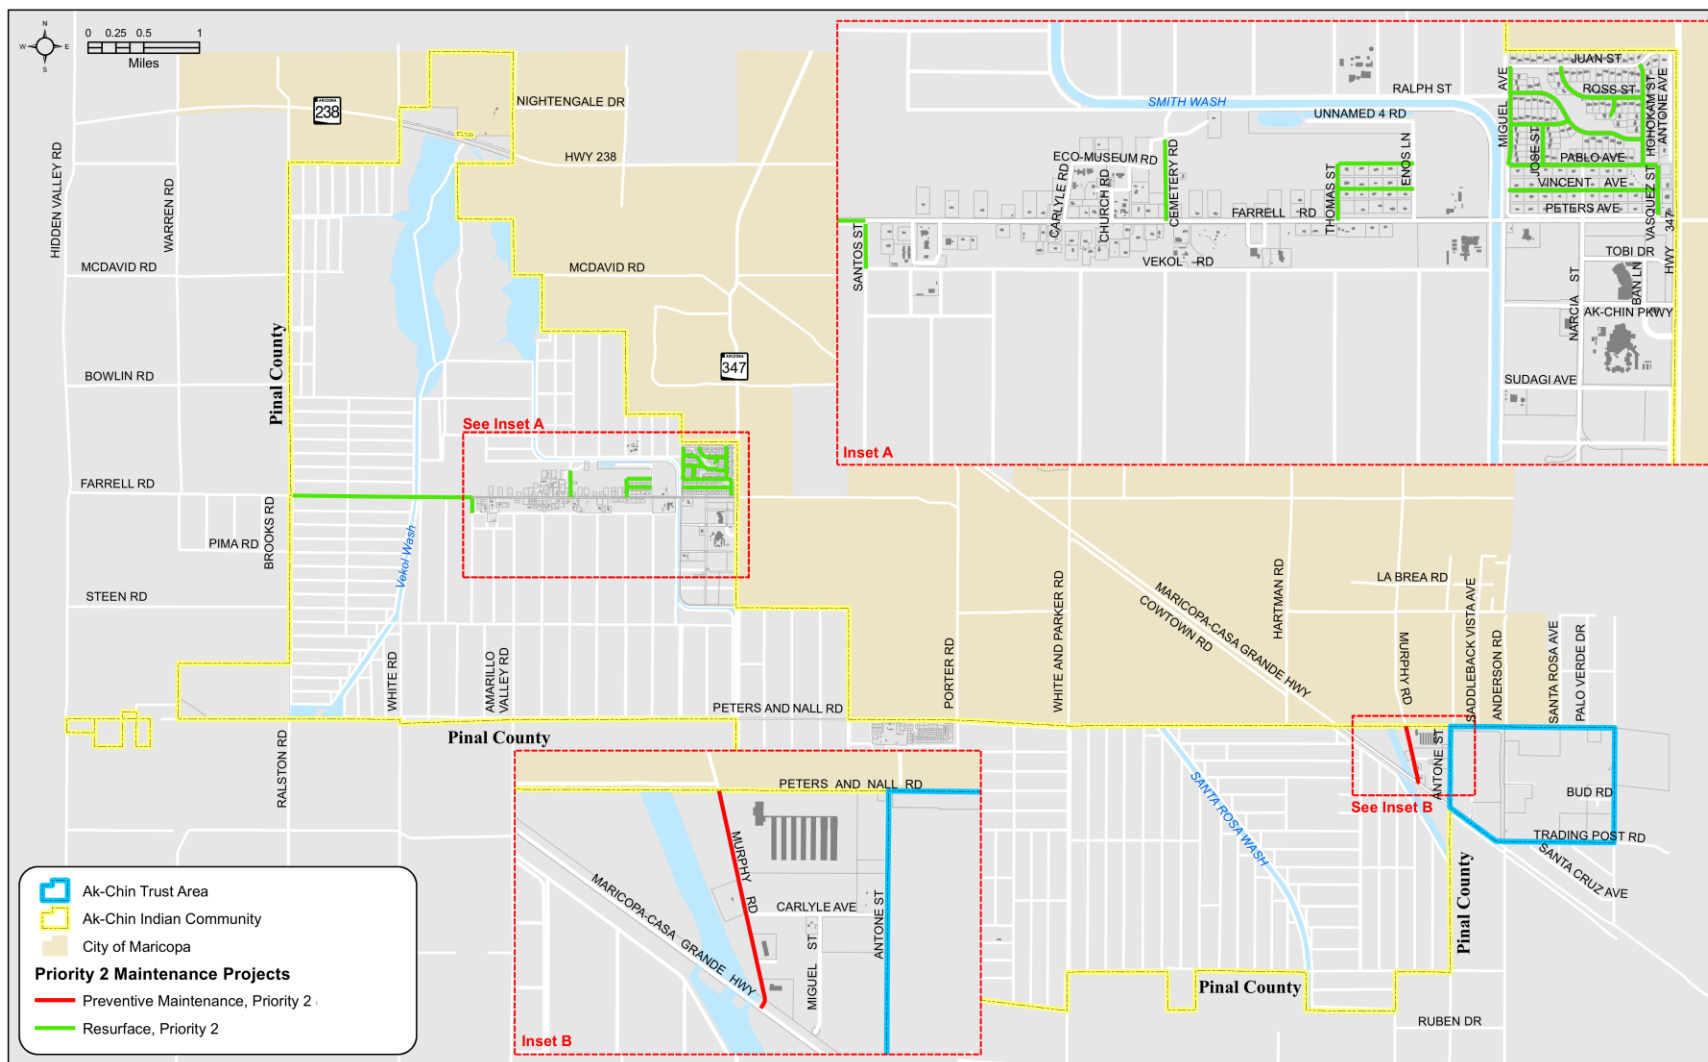 N
W
E
S
0 0.25 0.5 1
Miles
ARIZONA
238
NIGHTENGALE DR
HWY 238
HIDDEN VALLEY RD
WARREN RD
MCDAVID RD
MCDAVID RD
Pinal County
ARIZONA
347
BOWLIN RD
See Inset A
FARRELL RD
BROOKS RD
PIMA RD
Vekol Wash
STEEN RD
WHITE RD
AMARILLO
VALLEY RD
PETERS AND NALL RD
Pinal County
RALSTON RD
PORTER RD
WHITE AND PARKER RD
MARICOPA-CASA GRANDE HWY
COWTOWN RD
HARTMAN RD
LA BREA RD
MURPHY RD
SADDLEBACK VISTA AVE
ANDERSON RD
SANTA ROSA AVE
PALO VERDE DR
ANTONE ST
See Inset B
BUD RD
TRADING POST RD
SANTA CRUZ AVE
SANTA ROSA WASH
Pinal County
Pinal County
RUBEN DR
JUAN ST
MIGUEL AVE
ROSS ST
HOHOKAM ST
ANTONE AVE
RALPH ST
SMITH WASH
UNNAMED 4 RD
JOSE ST
PABLO AVE
ECO-MUSEUM RD
CARLYLE RD
CHURCH RD
CEMETERY RD
THOMAS ST
ENOS LN
VINCENT AVE
VASQUEZ ST
FARRELL RD
PETERS AVE
SANTOS ST
VEKOL RD
TOBI DR
HWY 347
NARCIA ST
BAN LN
AK-CHIN PKWY
SUDAGI AVE
Inset A
PETERS AND NALL RD
MURPHY RD
MARICOPA-CASA GRANDE HWY
CARLYLE AVE
MIGUEL ST
ANTONE ST
Inset B
Ak-Chin Trust Area
Ak-Chin Indian Community
City of Maricopa
Priority 2 Maintenance Projects
Preventive Maintenance, Priority 2
Resurface, Priority 2